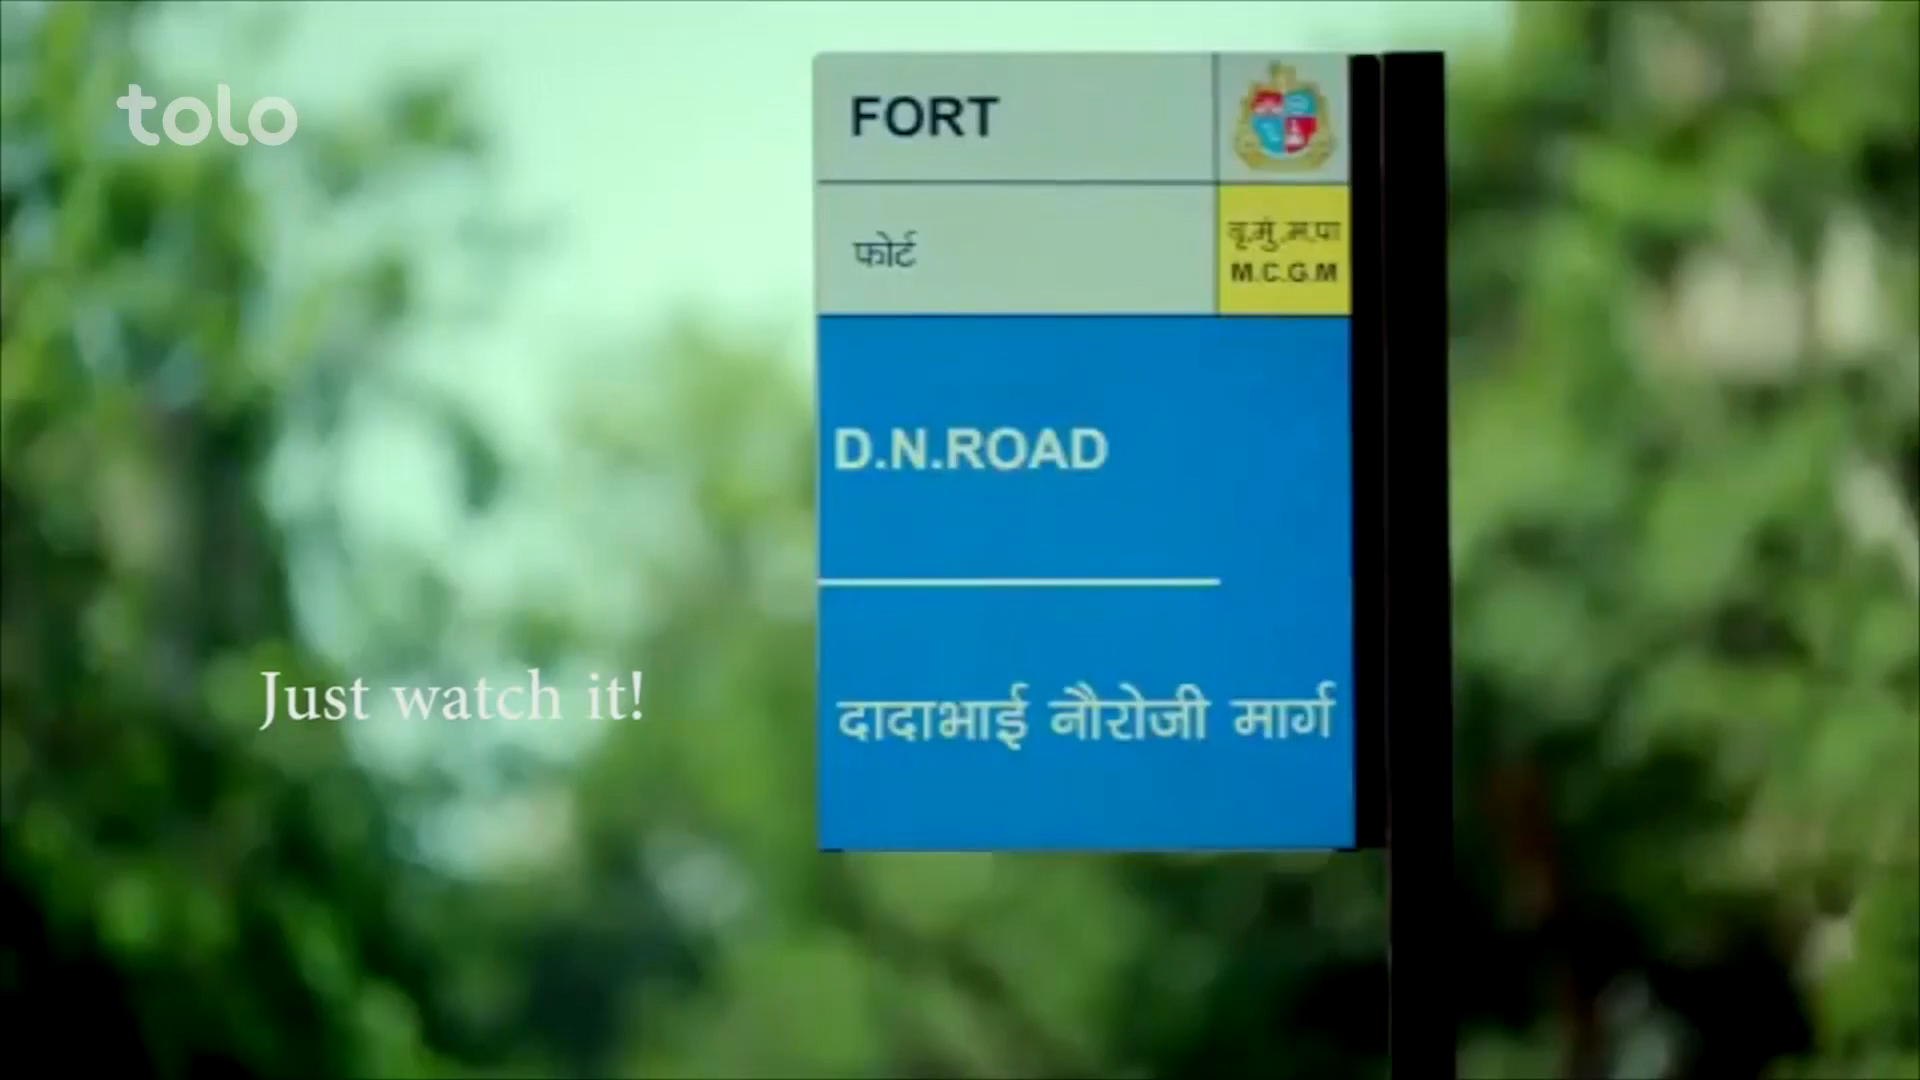 tolo
FORT
फोर्ट
बृ.मुं.म.पा
M.C.G.M
D.N.ROAD
दादाभाई नौरोजी मार्ग
Just watch it!